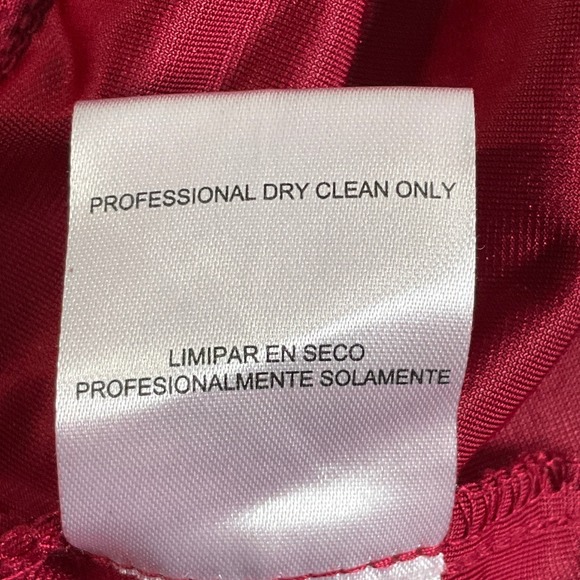 PROFESSIONAL DRY CLEAN ONLY
LIMIPAR EN SECO
PROFESIONALMENTE SOLAMENTE